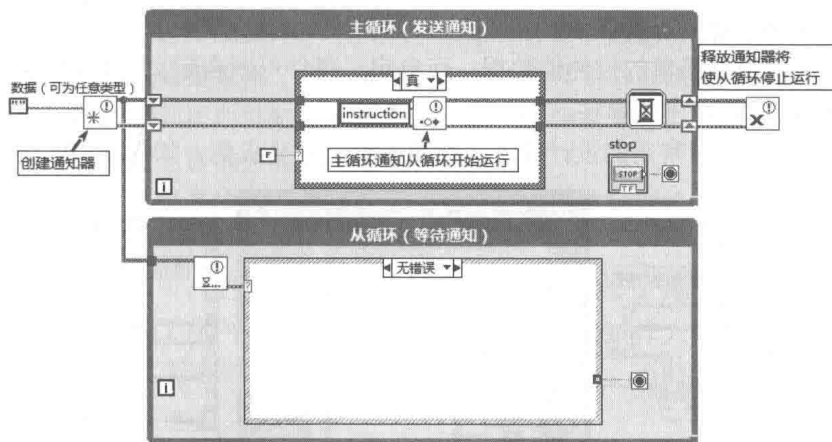 主循环（发送通知）
释放通知器将
使从循环停止运行
数据（可为任意类型）
真
instruction
创建通知器
主循环通知从循环开始运行
F
?
stop
STOP
TF
i
从循环（等待通知）
无错误
?
i